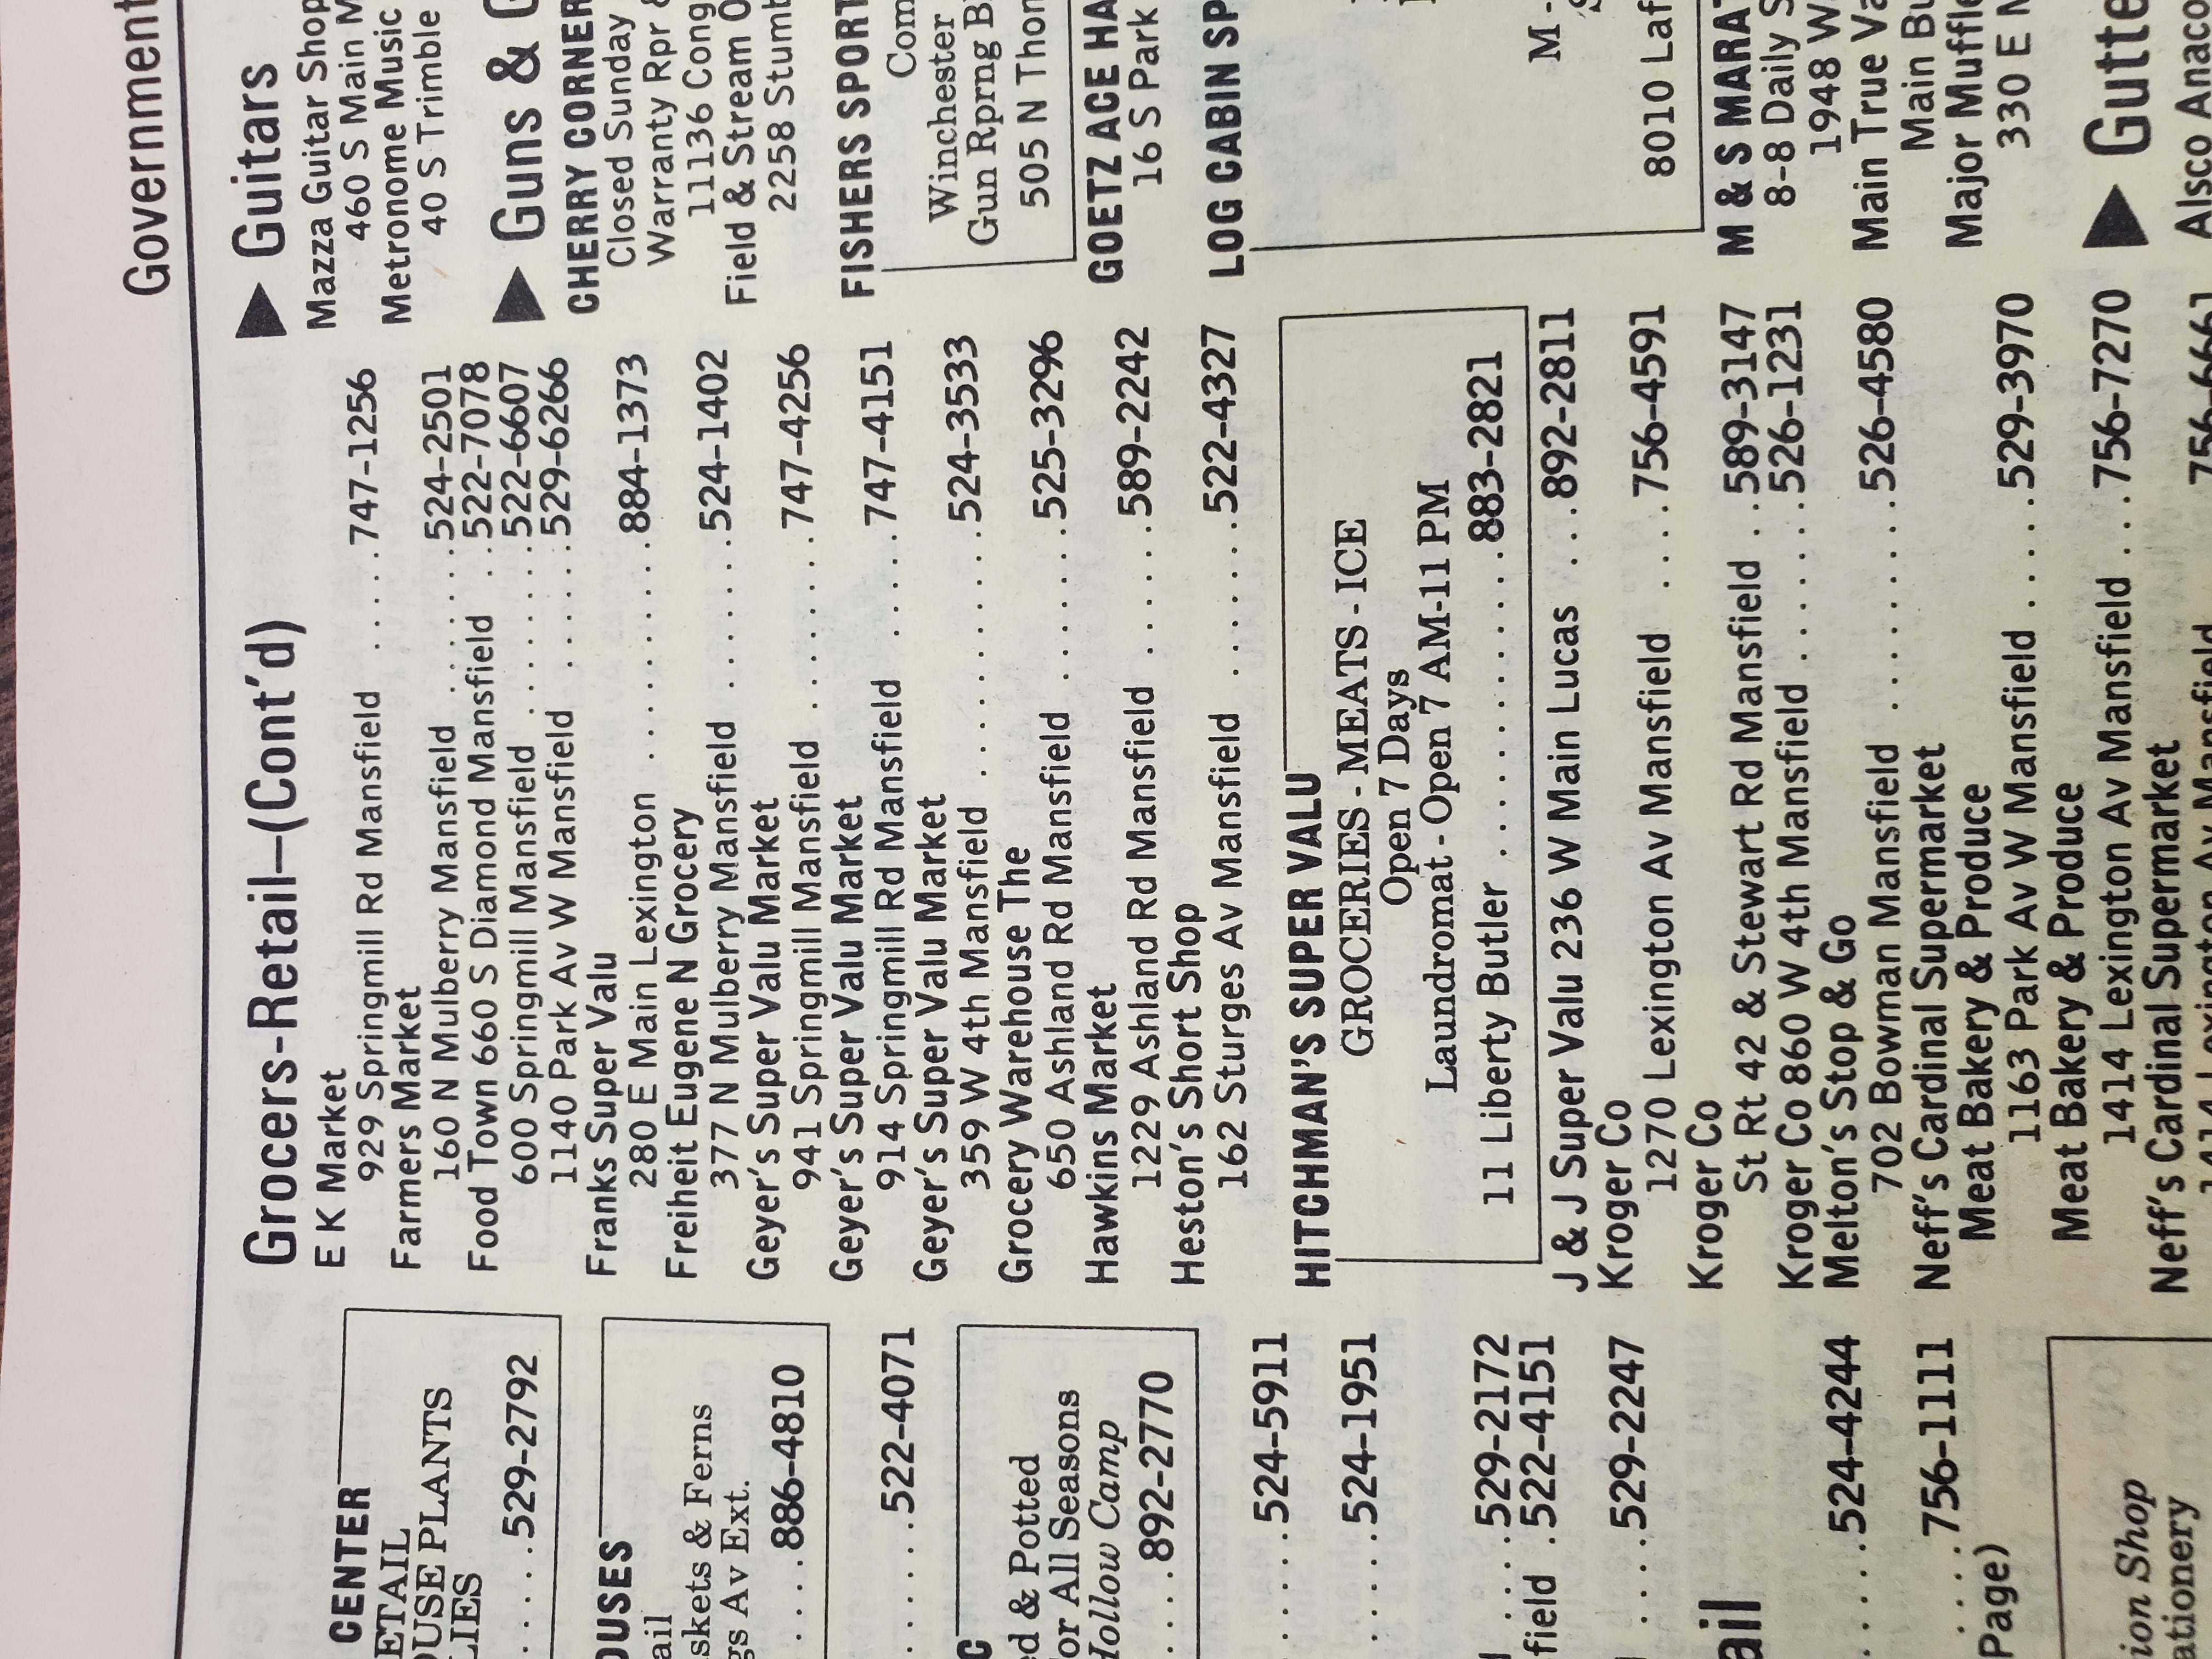 Government
CENTER
ETAIL
OUSE PLANTS
LIES
....529-2792
OUSES
ail
skets & Ferns
gs Av Ext.
....886-4810
.....522-4071
C
ed & Potted
or All Seasons
Hollow Camp
....892-2770
.....524-5911
.....524-1951
....529-2172
field .522-4151
....529-2247
ail
.....524-4244
....756-1111
Page)
ion Shop
ationery
Grocers-Retail–(Cont'd)
E K Market
929 Springmill Rd Mansfield ....747-1256
Farmers Market
160 N Mulberry Mansfield .....524-2501
Food Town 660 S Diamond Mansfield ..522-7078
600 Springmill Mansfield .......522-6607
1140 Park Av W Mansfield .....529-6266
Franks Super Valu
280 E Main Lexington .........884-1373
Freiheit Eugene N Grocery
377 N Mulberry Mansfield ......524-1402
Geyer's Super Valu Market
941 Springmill Mansfield .......747-4256
Geyer's Super Valu Market
914 Springmill Rd Mansfield .....747-4151
Geyer's Super Valu Market
359 W 4th Mansfield .........524-3533
Grocery Warehouse The
650 Ashland Rd Mansfield ......525-3296
Hawkins Market
1229 Ashland Rd Mansfield .....589-2242
Heston's Short Shop
162 Sturges Av Mansfield ......522-4327
HITCHMAN'S SUPER VALU
GROCERIES - MEATS - ICE
Open 7 Days
Laundromat - Open 7 AM-11 PM
11 Liberty Butler ............883-2821
J & J Super Valu 236 W Main Lucas ..892-2811
Kroger Co
1270 Lexington Av Mansfield ....756-4591
Kroger Co
St Rt 42 & Stewart Rd Mansfield ..589-3147
Kroger Co 860 W 4th Mansfield .....526-1231
Melton's Stop & Go
702 Bowman Mansfield .......526-4580
Neff's Cardinal Supermarket
Meat Bakery & Produce
1163 Park Av W Mansfield .....529-3970
Meat Bakery & Produce
1414 Lexington Av Mansfield ...756-7270
Neff's Cardinal Supermarket
1414 Lexington Av Mansfield 756-6661
▶ Guitars
Mazza Guitar Shop
460 S Main M
Metronome Music
40 S Trimble
▶ Guns & G
CHERRY CORNER
Closed Sunday
Warranty Rpr &
11136 Cong
Field & Stream O
2258 Stumb
FISHERS SPORT
Com
Winchester
Gun Rprng B
505 N Thon
GOETZ ACE HA
16 S Park
LOG CABIN SP
M -
8010 Laf
M & S MARAT
8-8 Daily S
1948 W
Main True Va
Main Bu
Major Muffle
330 E M
▶ Gutte
Also Anaco